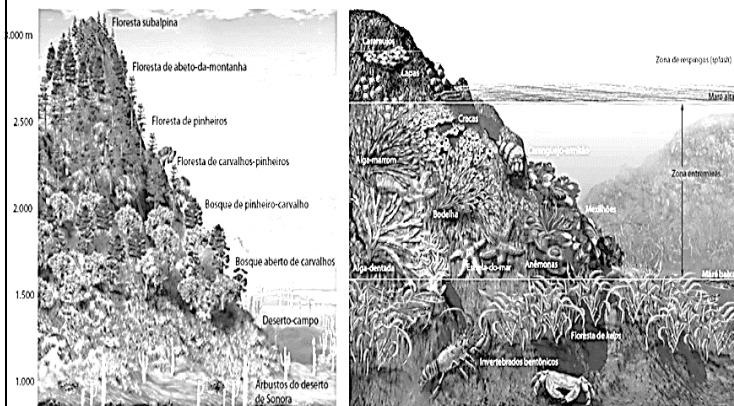 3.000 m
Floresta subalpina
Floresta de abeto-da-montanha
2.500
Floresta de pinheiros
Floresta de carvalhos-pinheiros
2.000
Bosque de pinheiro-carvalho
Bosque aberto de carvalhos
1.500
Deserto-campo
1.000
Arbustos do deserto
de Sonora
Caramujos
Lapas
Zona de respingos (splash)
Maré alta
Cracas
Caranguejo-ermitão
Alga-marrom
Zona entremarés
Bodelha
Mexilhões
Alga-dentada
Estrela-do-mar
Anêmonas
Maré baixa
Floresta de kelps
Invertebrados bentônicos